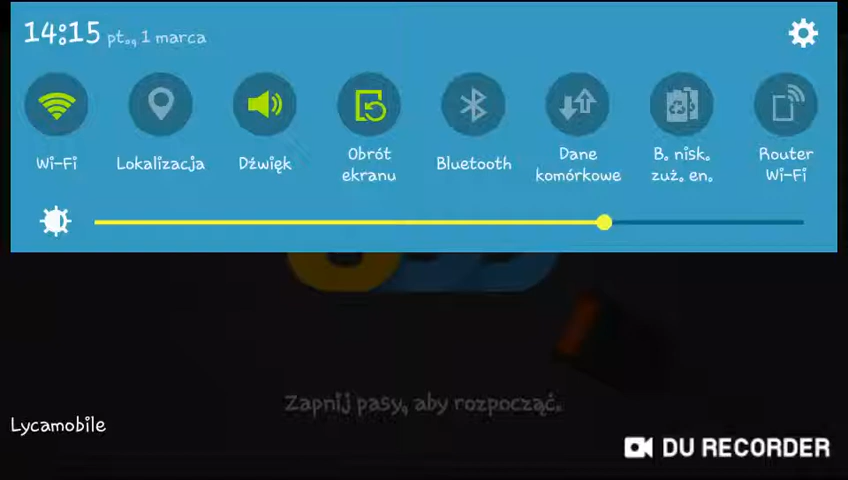 14:15 pt., 1 marca
Wi-Fi
Lokalizacja
Dźwięk
Obrót
ekranu
Bluetooth
Dane
komórkowe
B. nisk.
zuż. en.
Router
Wi-Fi
Zapnij pasy, aby rozpocząć.
Lycamobile
DU RECORDER